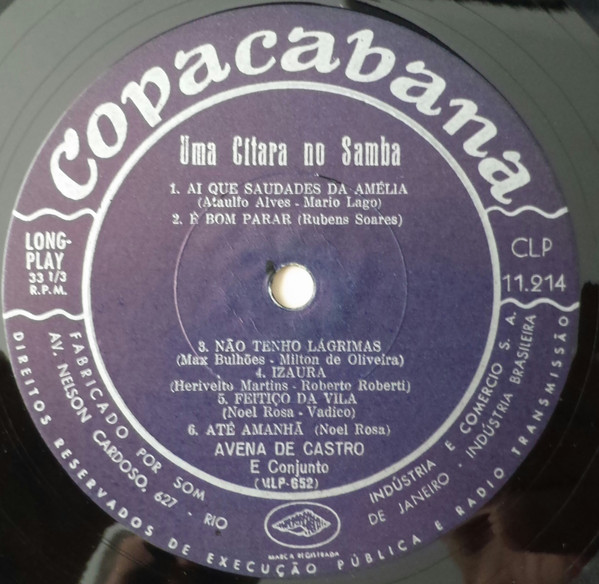 Copacabana
Uma Cítara no Samba
1. AI QUE SAUDADES DA AMÉLIA
(Ataulfo Alves - Mario Lago)
2. É BOM PARAR (Rubens Soares)
LONG-
PLAY
33 1/3
R.P.M.
CLP
11.214
3. NÃO TENHO LÁGRIMAS
(Max Bulhões - Milton de Oliveira)
4. IZAURA
(Herivelto Martins - Roberto Roberti)
5. FEITIÇO DA VILA
(Noel Rosa - Vadico)
6. ATÉ AMANHÃ (Noel Rosa)
AVENA DE CASTRO
E Conjunto
(MLP-652)
FABRICADO POR SOM INDÚSTRIA E COMERCIO S. A.
AV. NELSON CARDOSO, 627 - RIO DE JANEIRO - INDÚSTRIA BRASILEIRA
DIREITOS RESERVADOS DE EXECUÇÃO PÚBLICA E RADIO TRANSMISSÃO
MARCA REGISTRADA